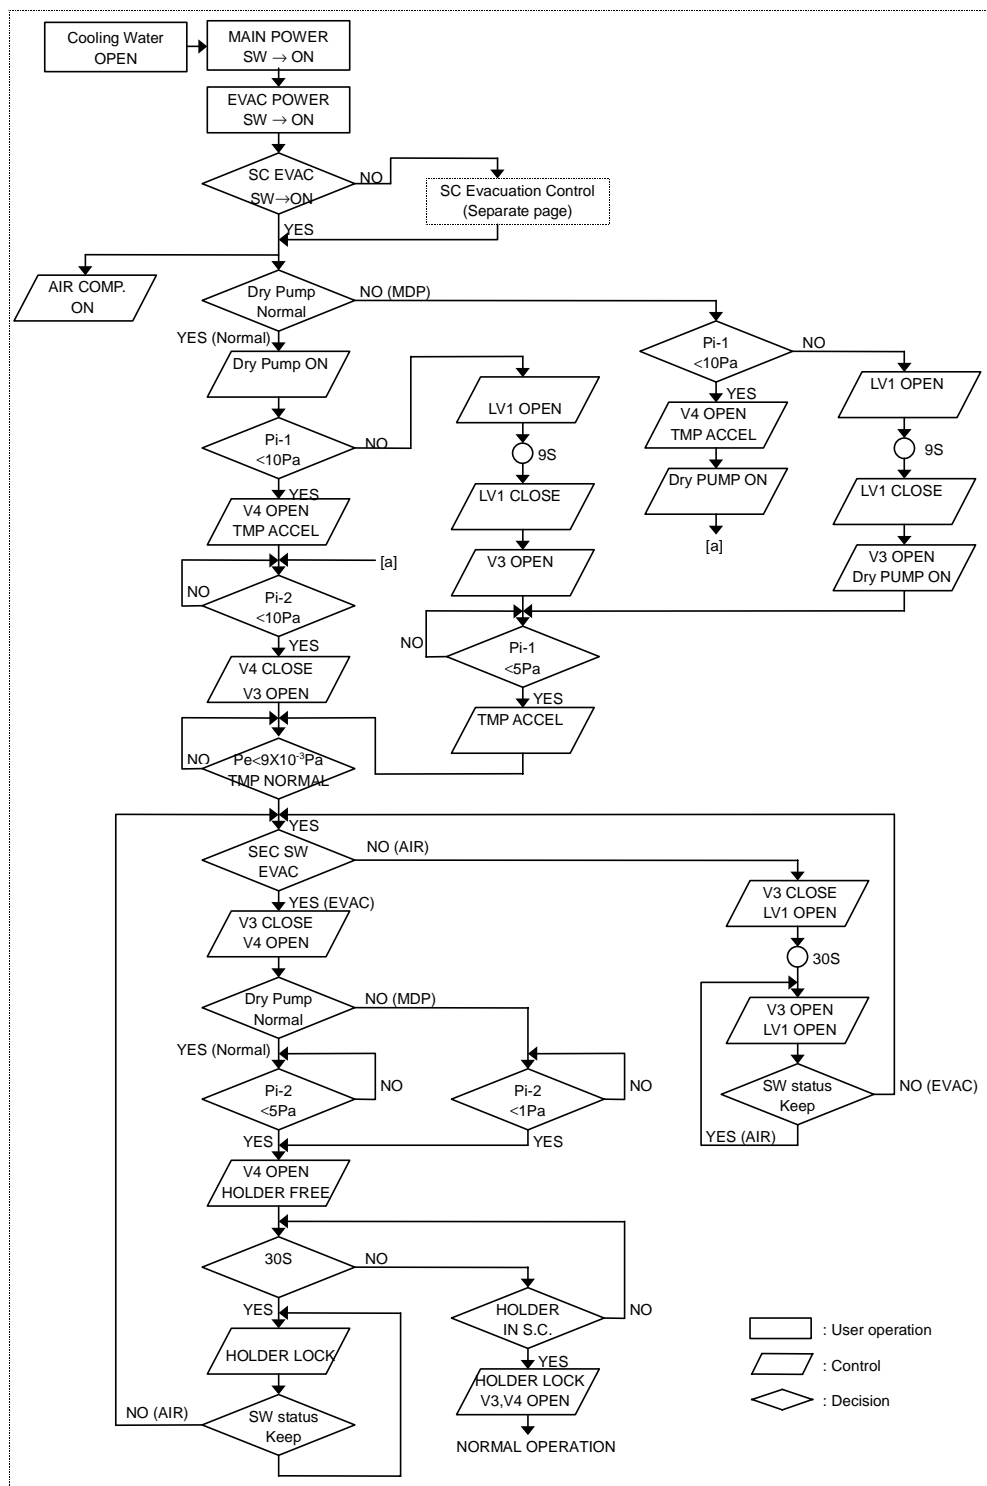 Cooling Water
OPEN
MAIN POWER
SW → ON
EVAC POWER
SW → ON
SC EVAC
SW→ON
NO
SC Evacuation Control
(Separate page)
YES
AIR COMP.
ON
Dry Pump
Normal
NO (MDP)
YES (Normal)
Dry Pump ON
Pi-1
<10Pa
NO
YES
V4 OPEN
TMP ACCEL
[a]
Pi-2
<10Pa
NO
YES
V4 CLOSE
V3 OPEN
Pe<9X10⁻³Pa
TMP NORMAL
NO
YES
LV1 OPEN
9S
LV1 CLOSE
V3 OPEN
Pi-1
<5Pa
NO
YES
TMP ACCEL
Pi-1
<10Pa
NO
YES
V4 OPEN
TMP ACCEL
Dry PUMP ON
[a]
LV1 OPEN
9S
LV1 CLOSE
V3 OPEN
Dry PUMP ON
SEC SW
EVAC
NO (AIR)
YES (EVAC)
V3 CLOSE
V4 OPEN
Dry Pump
Normal
NO (MDP)
YES (Normal)
Pi-2
<5Pa
NO
YES
Pi-2
<1Pa
NO
YES
V3 CLOSE
LV1 OPEN
30S
V3 OPEN
LV1 OPEN
SW status
Keep
NO (EVAC)
YES (AIR)
V4 OPEN
HOLDER FREE
30S
NO
YES
HOLDER LOCK
SW status
Keep
NO (AIR)
HOLDER
IN S.C.
NO
YES
HOLDER LOCK
V3,V4 OPEN
NORMAL OPERATION
: User operation
: Control
: Decision